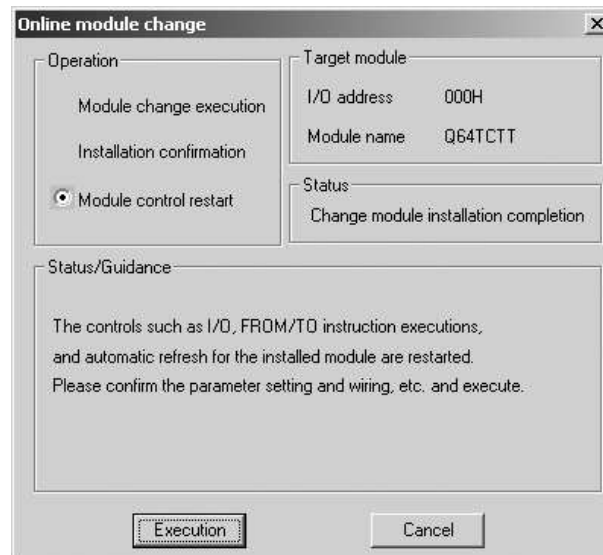 Online module change
Operation
Module change execution
Installation confirmation
Module control restart
Target module
I/O address 000H
Module name Q64TCTT
Status
Change module installation completion
Status/Guidance
The controls such as I/O, FROM/TO instruction executions,
and automatic refresh for the installed module are restarted.
Please confirm the parameter setting and wiring, etc. and execute.
Execution
Cancel